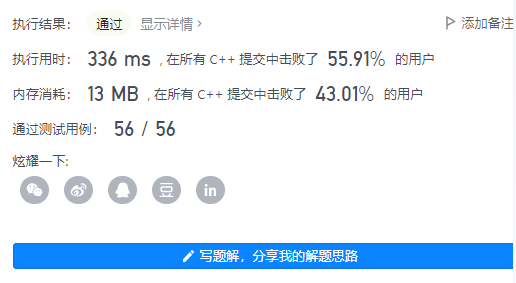 执行结果： 通过 显示详情 › 添加备注
执行用时： 336 ms , 在所有 C++ 提交中击败了 55.91% 的用户
内存消耗： 13 MB , 在所有 C++ 提交中击败了 43.01% 的用户
通过测试用例： 56 / 56
炫耀一下:
豆 in
写题解，分享我的解题思路